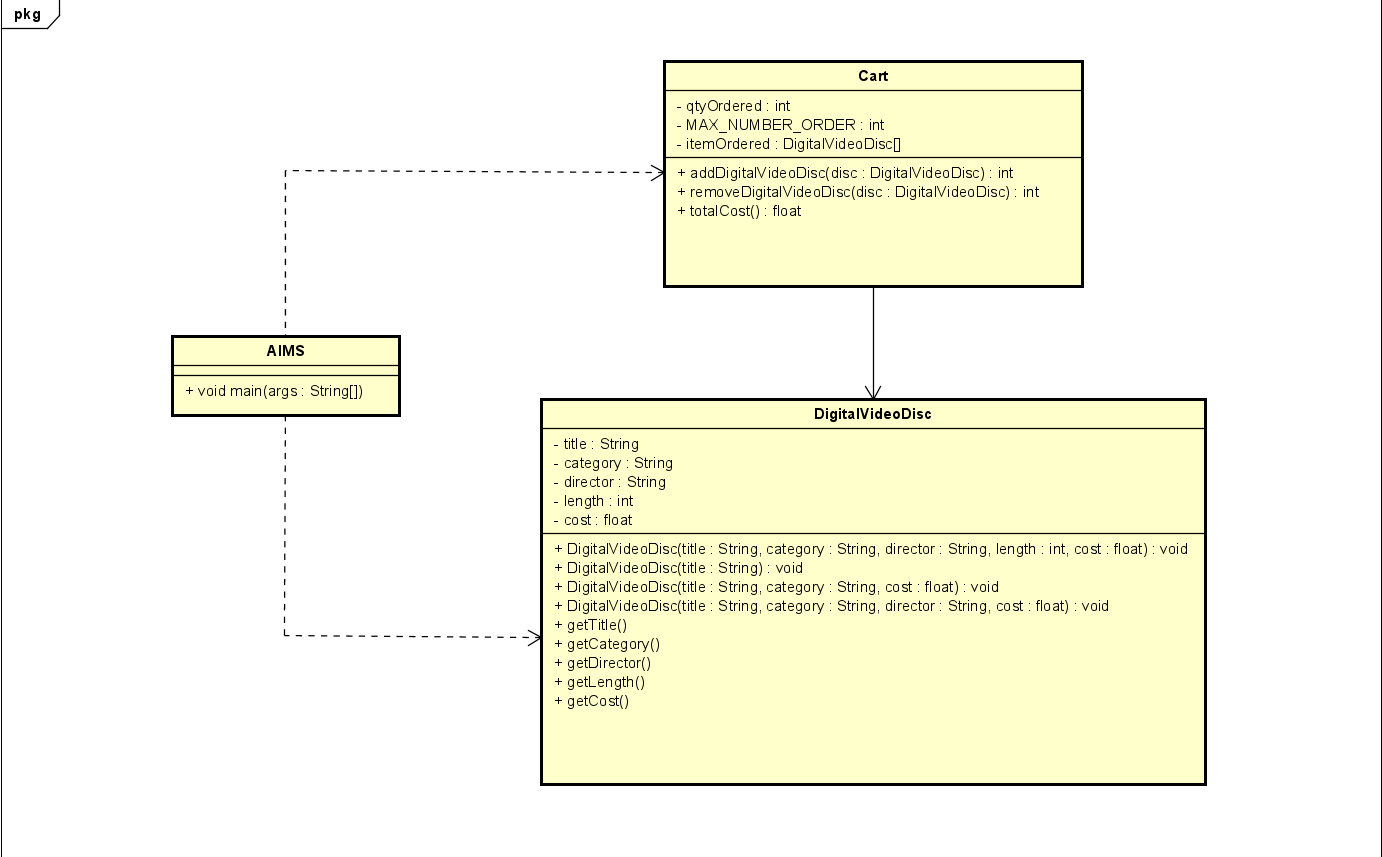 pkg
Cart
- qtyOrdered : int
- MAX_NUMBER_ORDER : int
- itemOrdered : DigitalVideoDisc[]
+ addDigitalVideoDisc(disc : DigitalVideoDisc) : int
+ removeDigitalVideoDisc(disc : DigitalVideoDisc) : int
+ totalCost() : float
AIMS
+ void main(args : String[])
DigitalVideoDisc
- title : String
- category : String
- director : String
- length : int
- cost : float
+ DigitalVideoDisc(title : String, category : String, director : String, length : int, cost : float) : void
+ DigitalVideoDisc(title : String) : void
+ DigitalVideoDisc(title : String, category : String, cost : float) : void
+ DigitalVideoDisc(title : String, category : String, director : String, cost : float) : void
+ getTitle()
+ getCategory()
+ getDirector()
+ getLength()
+ getCost()